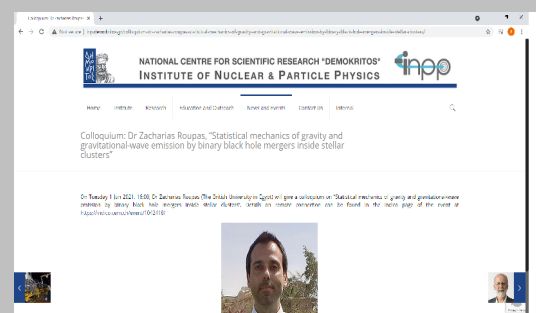 Colloquium: Dr Zacharias Roupas
Not secure
NATIONAL CENTRE FOR SCIENTIFIC RESEARCH "DEMOKRITOS"
INSTITUTE OF NUCLEAR & PARTICLE PHYSICS
inpp
Home Institute Research Education and Outreach News and events Contact Us Internal
Colloquium: Dr Zacharias Roupas, "Statistical mechanics of gravity and
gravitational-wave emission by binary black hole mergers inside stellar
clusters"
On Tuesday 1 Jun 2021, 16:00, Dr Zacharias Roupas (The British University in Egypt) will give a colloquium on "Statistical mechanics of gravity and gravitational-wave
emission by binary black hole mergers inside stellar clusters". Details on remote connection can be found in the indico page of the event at